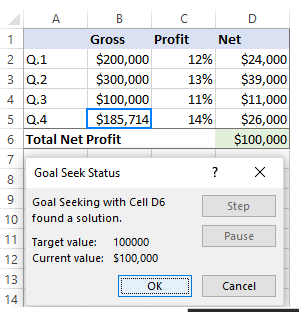 A B C D
1 Gross Profit Net
2 Q.1 $200,000 12% $24,000
3 Q.2 $300,000 13% $39,000
4 Q.3 $100,000 11% $11,000
5 Q.4 $185,714 14% $26,000
6 Total Net Profit $100,000
7
8 Goal Seek Status ? ×
9 Goal Seeking with Cell D6 Step
10 found a solution.
11 Target value: 100000 Pause
12 Current value: $100,000
13 OK Cancel
14